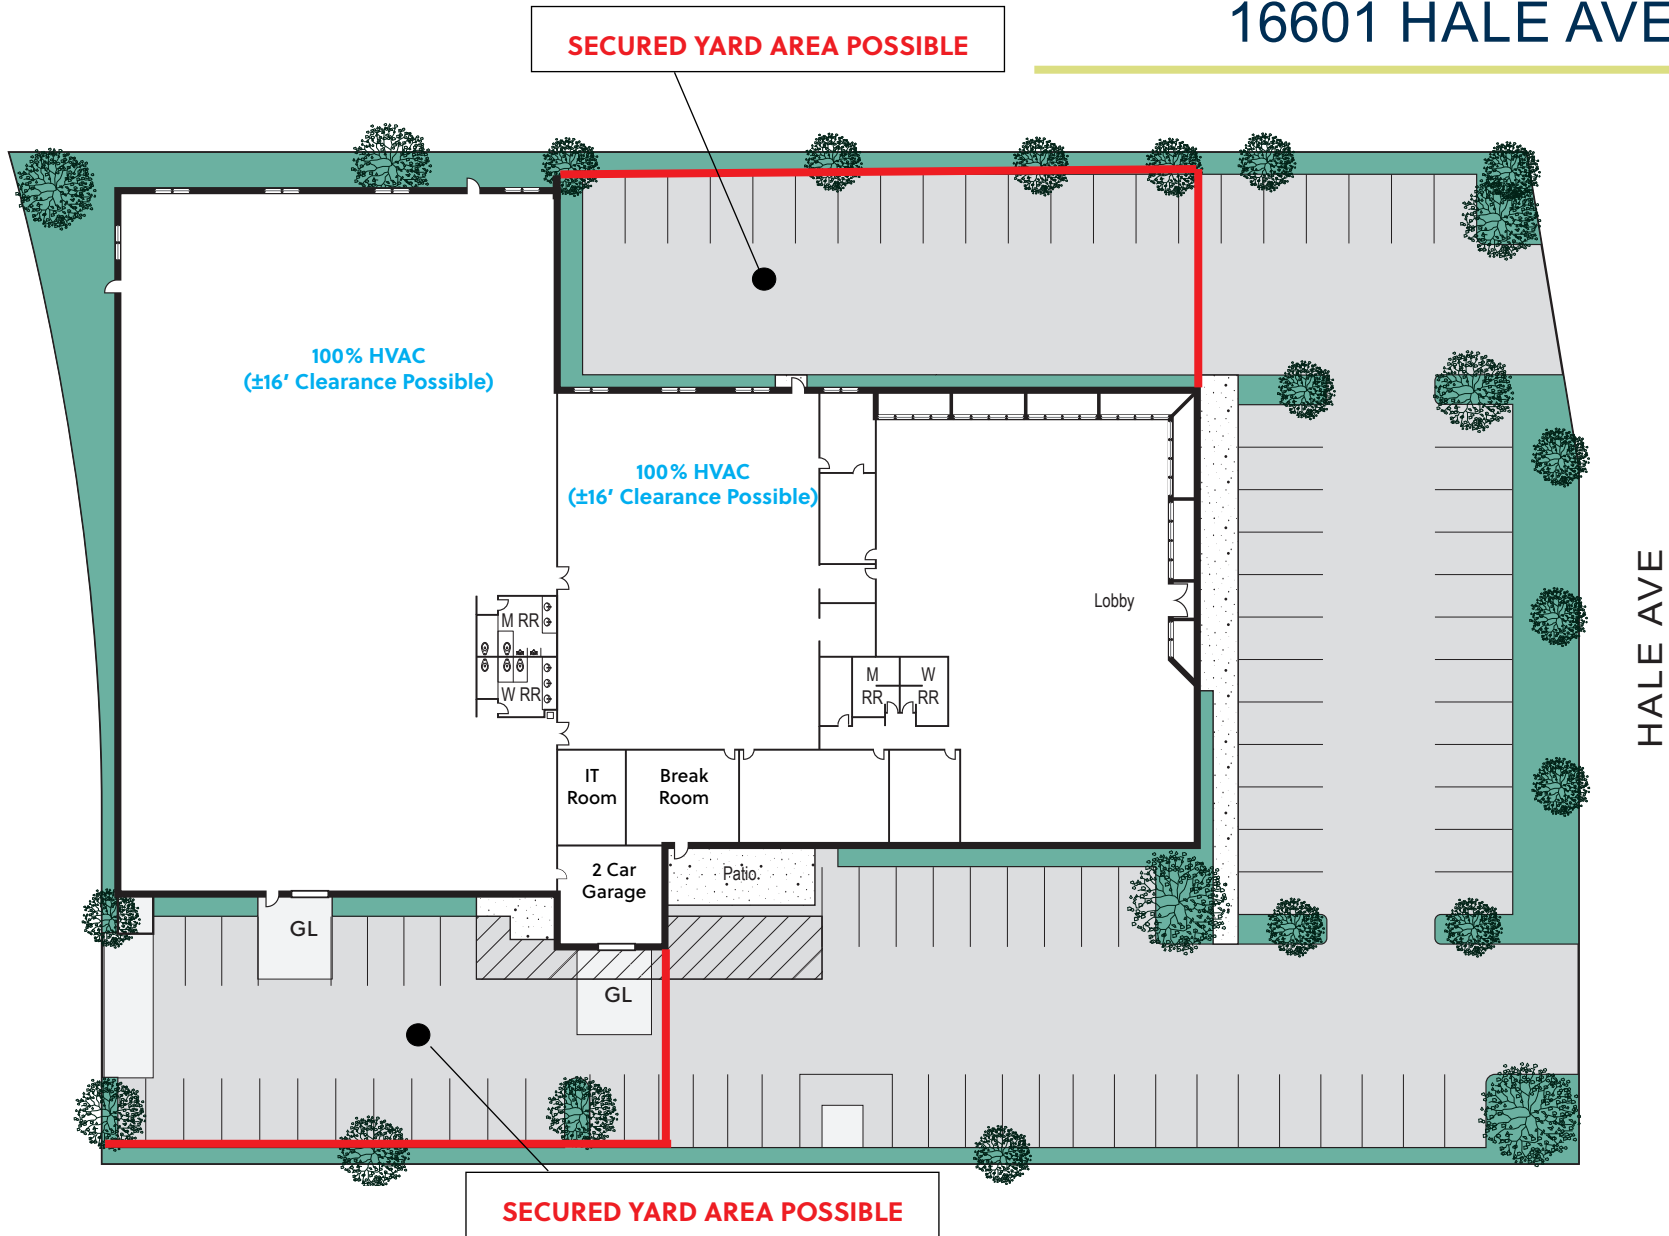 16601 HALE AVE
SECURED YARD AREA POSSIBLE
100% HVAC
(±16' Clearance Possible)
100% HVAC
(±16' Clearance Possible)
Lobby
HALE AVE
M RR
W RR
M
RR
W
RR
IT
Room
Break
Room
2 Car
Garage
Patio
GL
GL
SECURED YARD AREA POSSIBLE